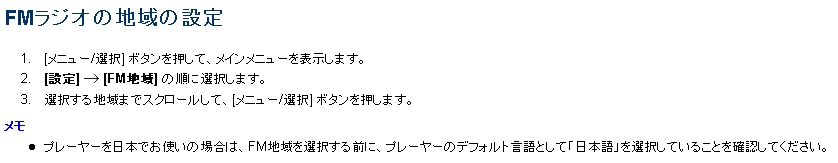 FMラジオの地域の設定
1. [メニュー/選択] ボタンを押して、メインメニューを表示します。
2. [設定] → [FM地域] の順に選択します。
3. 選択する地域までスクロールして、[メニュー/選択] ボタンを押します。
メモ
● プレーヤーを日本でお使いの場合は、FM地域を選択する前に、プレーヤーのデフォルト言語として「日本語」を選択していることを確認してください。